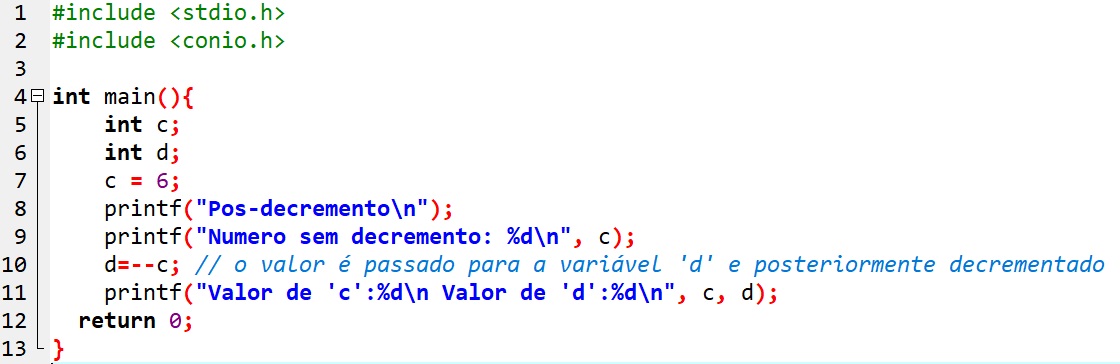 1 #include <stdio.h>
2 #include <conio.h>
3
4 int main(){
5 int c;
6 int d;
7 c = 6;
8 printf("Pos-decremento\n");
9 printf("Numero sem decremento: %d\n", c);
10 d=--c; // o valor é passado para a variável 'd' e posteriormente decrementado
11 printf("Valor de 'c':%d\n Valor de 'd':%d\n", c, d);
12 return 0;
13 }